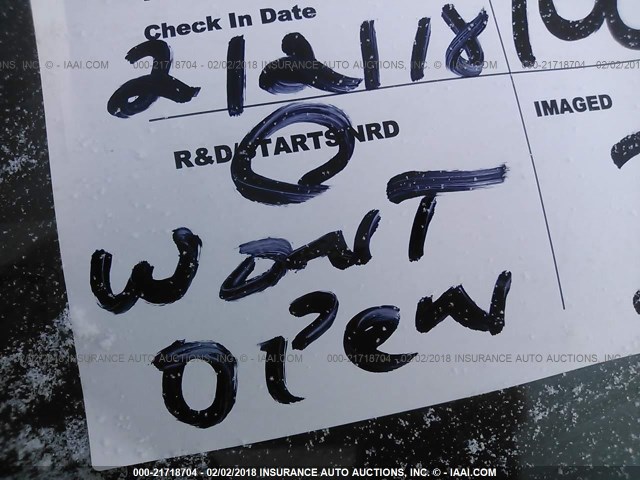 Check In Date
2/2/18
IMAGED
R&D/STARTS/NRD
WONT
OPEN
000-21718704 - 02/02/2018 INSURANCE AUTO AUCTIONS, INC. © - IAAI.COM